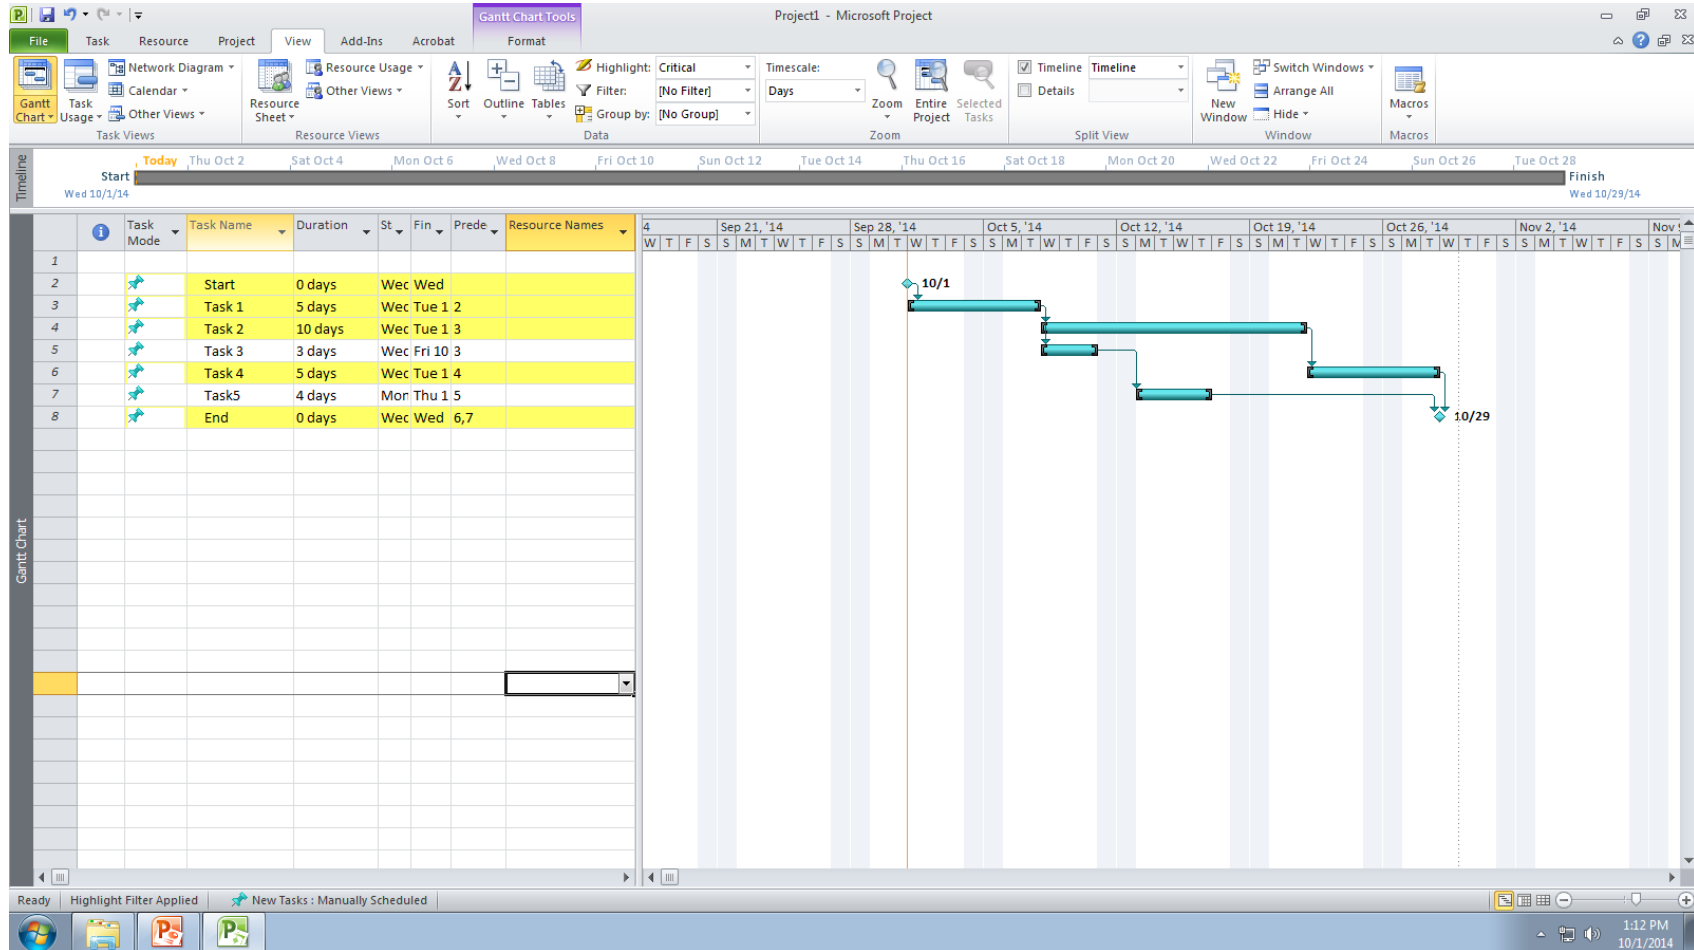 Gantt Chart Tools
Project1 - Microsoft Project
File Task Resource Project View Add-Ins Acrobat Format
Gantt Chart
Task Usage
Network Diagram
Calendar
Other Views
Task Views
Resource Sheet
Resource Usage
Other Views
Resource Views
Sort
Outline
Tables
Highlight: Critical
Filter: [No Filter]
Group by: [No Group]
Data
Timescale:
Days
Zoom
Entire Project
Selected Tasks
Zoom
Timeline Timeline
Details
Split View
New Window
Switch Windows
Arrange All
Hide
Window
Macros
Macros
Timeline
Today Thu Oct 2 Sat Oct 4 Mon Oct 6 Wed Oct 8 Fri Oct 10 Sun Oct 12 Tue Oct 14 Thu Oct 16 Sat Oct 18 Mon Oct 20 Wed Oct 22 Fri Oct 24 Sun Oct 26 Tue Oct 28
Start Finish
Wed 10/1/14 Wed 10/29/14
Task Mode Task Name Duration St Fin Prede Resource Names
4 Sep 21, '14 Sep 28, '14 Oct 5, '14 Oct 12, '14 Oct 19, '14 Oct 26, '14 Nov 2, '14 Nov
W T F S S M T W T F S S M T W T F S S M T W T F S S M T W T F S S M T W T F S S M T W T F S S M T W T F S S M
1
2 Start 0 days Wec Wed 10/1
3 Task 1 5 days Wec Tue 1 2
4 Task 2 10 days Wec Tue 1 3
5 Task 3 3 days Wec Fri 10 3
6 Task 4 5 days Wec Tue 1 4
7 Task5 4 days Mor Thu 1 5
8 End 0 days Wec Wed 6,7 10/29
Gantt Chart
Ready Highlight Filter Applied New Tasks : Manually Scheduled
1:12 PM
10/1/2014